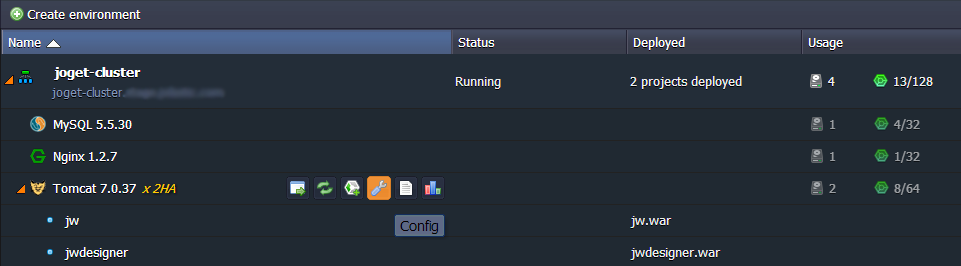 Create environment
Name Status Deployed Usage
joget-cluster Running 2 projects deployed 4 13/128
joget-cluster.
MySQL 5.5.30 1 4/32
Nginx 1.2.7 1 1/32
Tomcat 7.0.37 x 2HA 2 8/64
jw jw.war
Config
jwdesigner jwdesigner.war